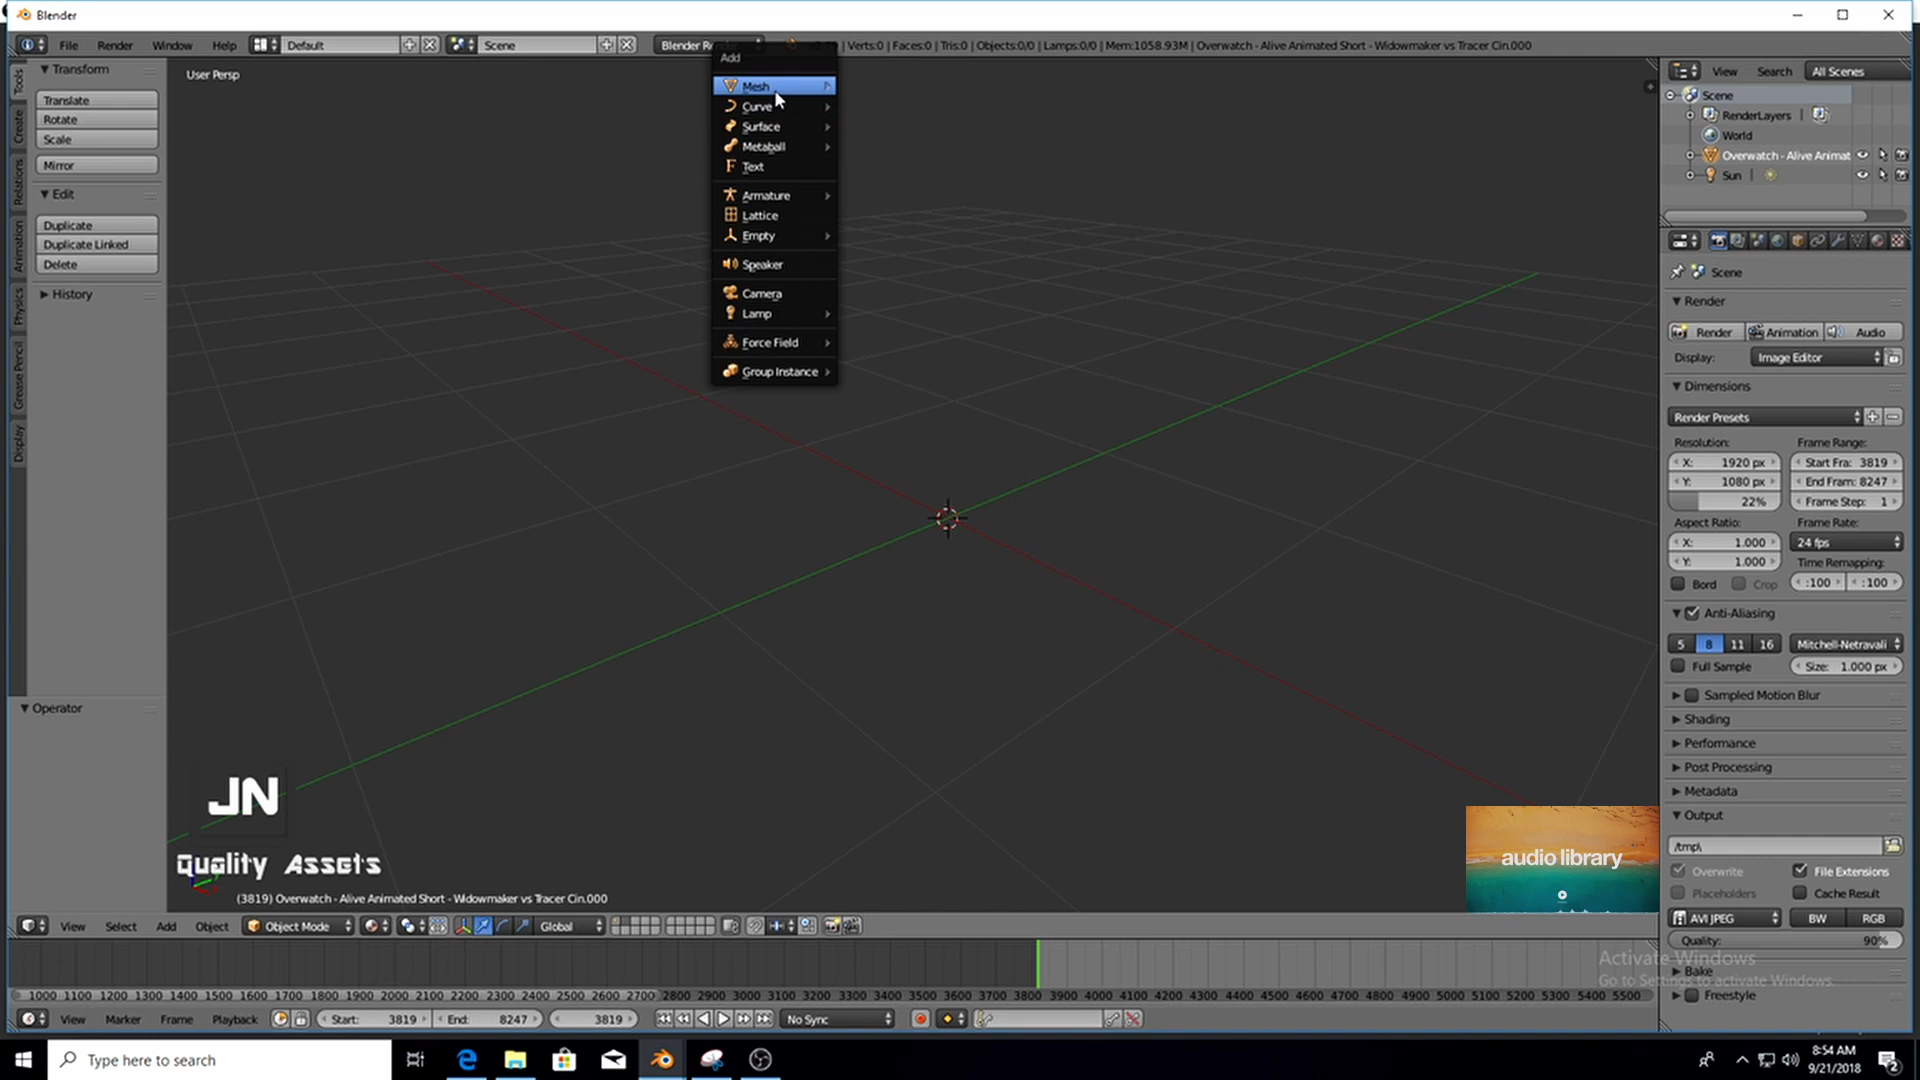 Blender
File Render Window Help Default Scene Blender Render | Verts:0 | Faces:0 | Tris:0 | Objects:0/0 | Lamps:0/0 | Mem:1058.93M | Overwatch - Alive Animated Short - Widowmaker vs Tracer Cin.000
Tools
Create
Relations
Animation
Physics
Grease Pencil
Display
Transform
Translate
Rotate
Scale
Mirror
Edit
Duplicate
Duplicate Linked
Delete
History
Operator
User Persp
Add
Mesh
Curve
Surface
Metaball
Text
Armature
Lattice
Empty
Speaker
Camera
Lamp
Force Field
Group Instance
JN
Quality Assets
(3819) Overwatch - Alive Animated Short - Widowmaker vs Tracer Cin.000
audio library
View Search All Scenes
Scene
RenderLayers |
World
Overwatch - Alive Animat
Sun |
Scene
Render
Render Animation Audio
Display: Image Editor
Dimensions
Render Presets
Resolution: Frame Range:
X: 1920 px Start Fra: 3819
Y: 1080 px End Fram: 8247
22% Frame Step: 1
Aspect Ratio: Frame Rate:
X: 1.000 24 fps
Y: 1.000 Time Remapping:
Bord Crop :100 :100
Anti-Aliasing
5 8 11 16 Mitchell-Netravali
Full Sample Size: 1.000 px
Sampled Motion Blur
Shading
Performance
Post Processing
Metadata
Output
/tmp\
Overwrite File Extensions
Placeholders Cache Result
AVI JPEG BW RGB
Quality: 90%
Bake
Freestyle
Activate Windows
Go to Settings to activate Windows.
View Select Add Object Object Mode Global
1000 1100 1200 1300 1400 1500 1600 1700 1800 1900 2000 2100 2200 2300 2400 2500 2600 2700 2800 2900 3000 3100 3200 3300 3400 3500 3600 3700 3800 3900 4000 4100 4200 4300 4400 4500 4600 4700 4800 4900 5000 5100 5200 5300 5400 5500
View Marker Frame Playback Start: 3819 End: 8247 3819 No Sync
Type here to search
8:54 AM
9/21/2018
2